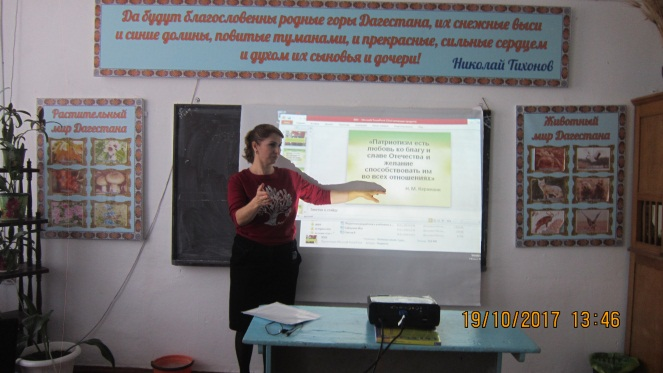 Да будут благословенны родные горы Дагестана, их снежные выси
и синие долины, повитые туманами, и прекрасные, сильные сердцем
и духом их сыновья и дочери!
Николай Тихонов
Растительный
мир Дагестана
«Патриотизм есть
любовь ко благу и
славе Отечества и
желание
способствовать им
во всех отношениях»
Животный
мир Дагестана
19/10/2017 13:46